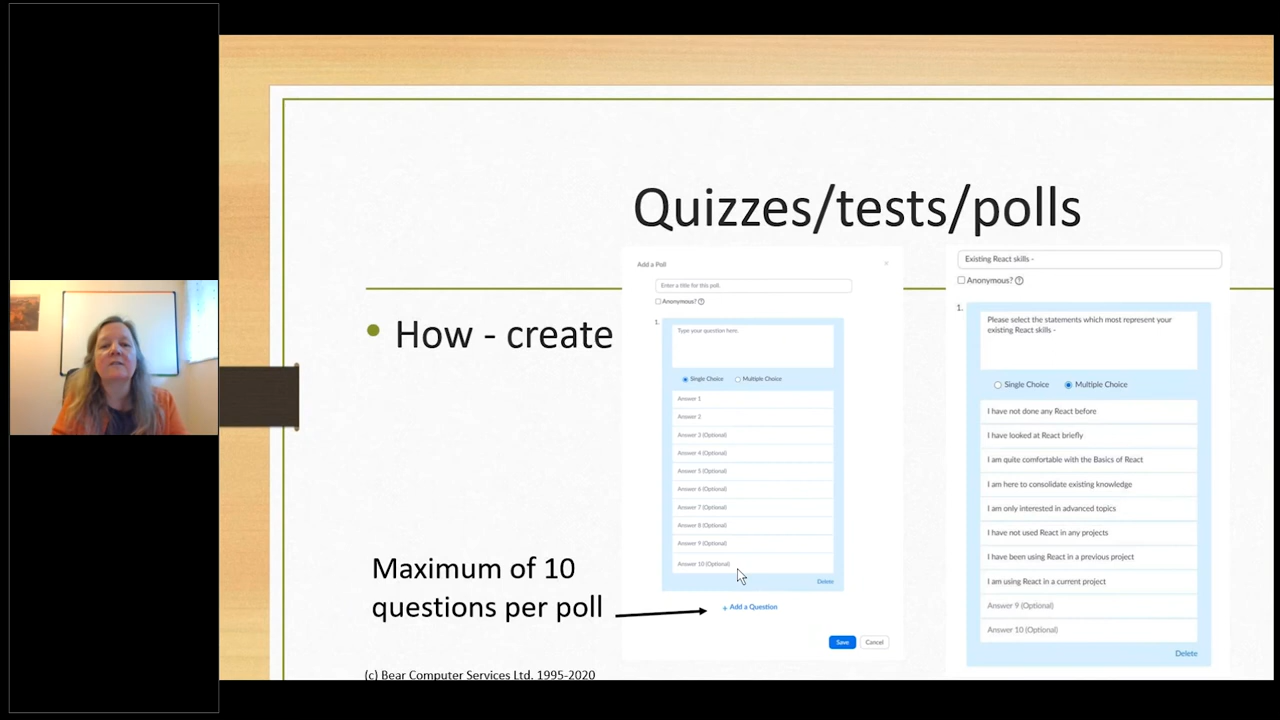 Quizzes/tests/polls
How - create
Maximum of 10
questions per poll
(c) Bear Computer Services Ltd. 1995-2020
Add a Poll
Enter a title for this poll.
Anonymous?
1.
Type your question here.
Single Choice Multiple Choice
Answer 1
Answer 2
Answer 3 (Optional)
Answer 4 (Optional)
Answer 5 (Optional)
Answer 6 (Optional)
Answer 7 (Optional)
Answer 8 (Optional)
Answer 9 (Optional)
Answer 10 (Optional)
Delete
+ Add a Question
Save Cancel
Existing React skills -
Anonymous? ?
1.
Please select the statements which most represent your
existing React skills -
Single Choice Multiple Choice
I have not done any React before
I have looked at React briefly
I am quite comfortable with the Basics of React
I am here to consolidate existing knowledge
I am only interested in advanced topics
I have not used React in any projects
I have been using React in a previous project
I am using React in a current project
Answer 9 (Optional)
Answer 10 (Optional)
Delete